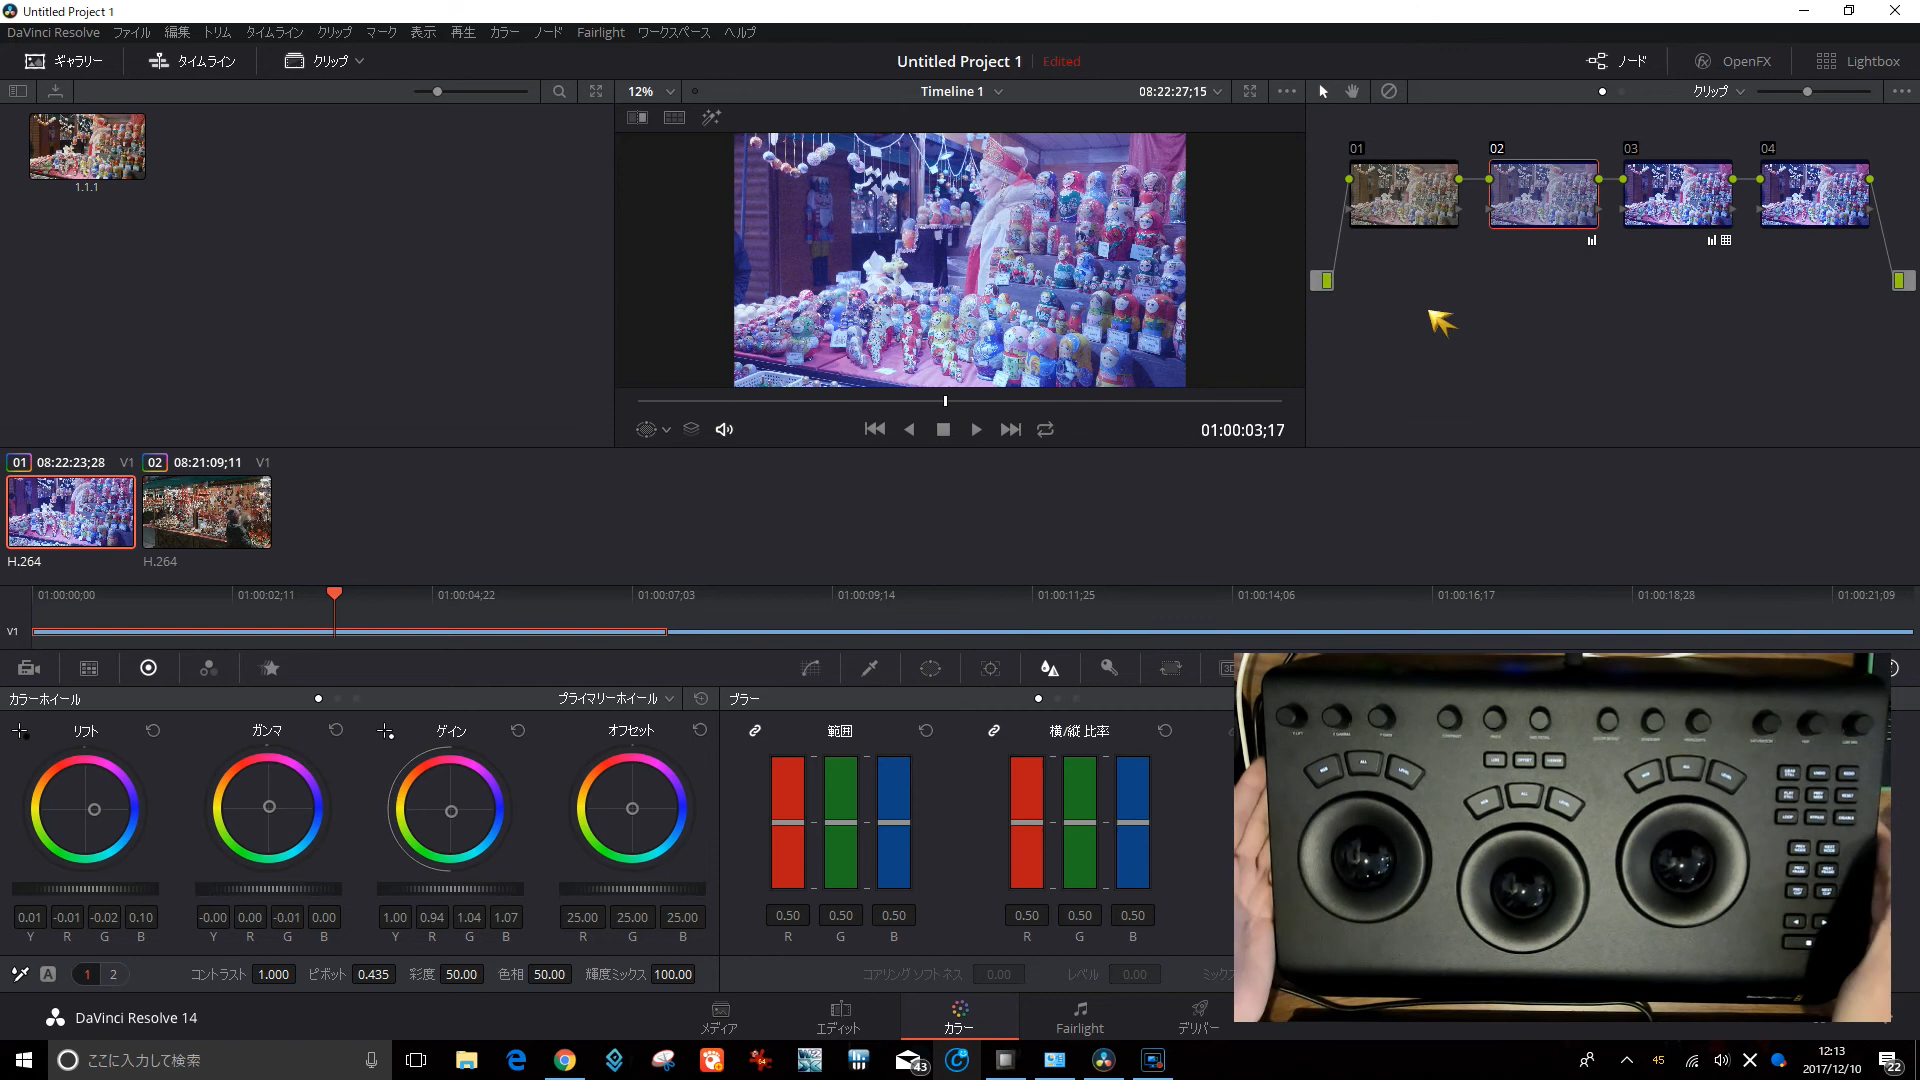 Untitled Project 1
DaVinci Resolve ファイル 編集 トリム タイムライン クリップ マーク 表示 再生 カラー ノード Fairlight ワークスペース ヘルプ
ギャラリー タイムライン クリップ Untitled Project 1 Edited ノード OpenFX Lightbox
12% Timeline 1 08:22:27;15 クリップ
01 02 03 04
1.1.1
01:00:03;17
01 08:22:23;28 V1 02 08:21:09;11 V1
H.264 H.264
01:00:00;00 01:00:02;11 01:00:04;22 01:00:07;03 01:00:09;14 01:00:11;25 01:00:14;06 01:00:16;17 01:00:18;28 01:00:21;09
V1
カラーホイール プライマリーホイール ブラー
リフト ガンマ ゲイン オフセット 範囲 横/縦 比率
0.01 -0.01 -0.02 0.10 -0.00 0.00 -0.01 0.00 1.00 0.94 1.04 1.07 25.00 25.00 25.00 0.50 0.50 0.50 0.50 0.50 0.50
Y R G B Y R G B Y R G B R G B R G B R G B
A 1 2 コントラスト 1.000 ピボット 0.435 彩度 50.00 色相 50.00 輝度ミックス 100.00 コアリング ソフトネス 0.00 レベル 0.00 ミックス
DaVinci Resolve 14 メディア エディット カラー Fairlight デリバー
ここに入力して検索 43 45 12:13
2017/12/10 22